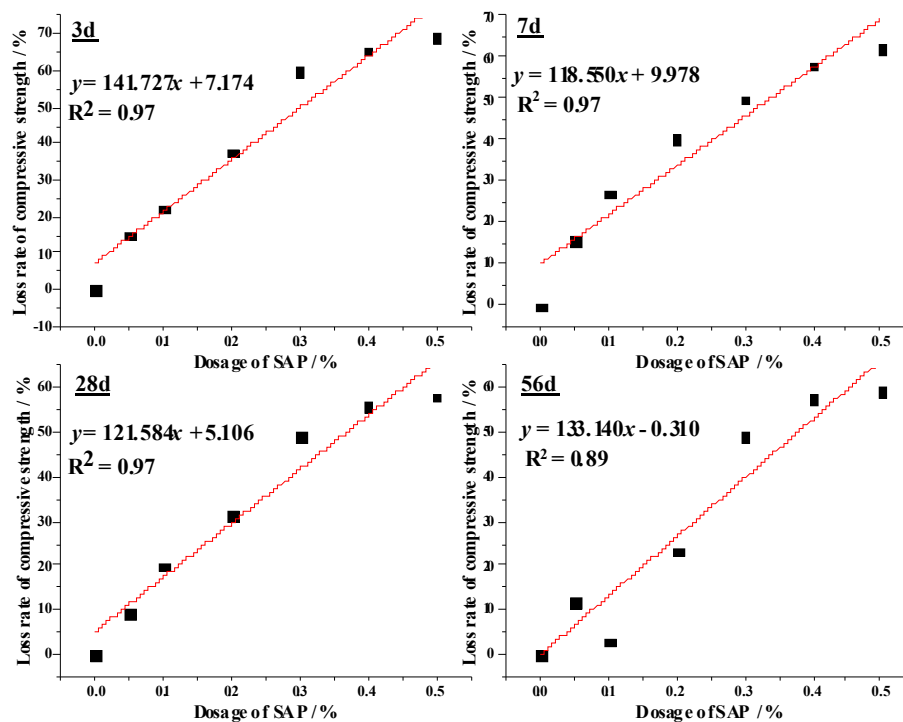 3d
y = 141.727x + 7.174
R² = 0.97
Loss rate of compressive strength / %
70
60
50
40
30
20
10
0
-10
0.0 0.1 0.2 0.3 0.4 0.5
Dosage of SAP / %
7d
y = 118.550x + 9.978
R² = 0.97
Loss rate of compressive strength / %
70
60
50
40
30
20
10
0
0.0 0.1 0.2 0.3 0.4 0.5
Dosage of SAP / %
28d
y = 121.584x + 5.106
R² = 0.97
Loss rate of compressive strength / %
60
50
40
30
20
10
0
0.0 0.1 0.2 0.3 0.4 0.5
Dosage of SAP / %
56d
y = 133.140x - 0.310
R² = 0.89
Loss rate of compressive strength / %
60
50
40
30
20
10
0
0.0 0.1 0.2 0.3 0.4 0.5
Dosage of SAP / %